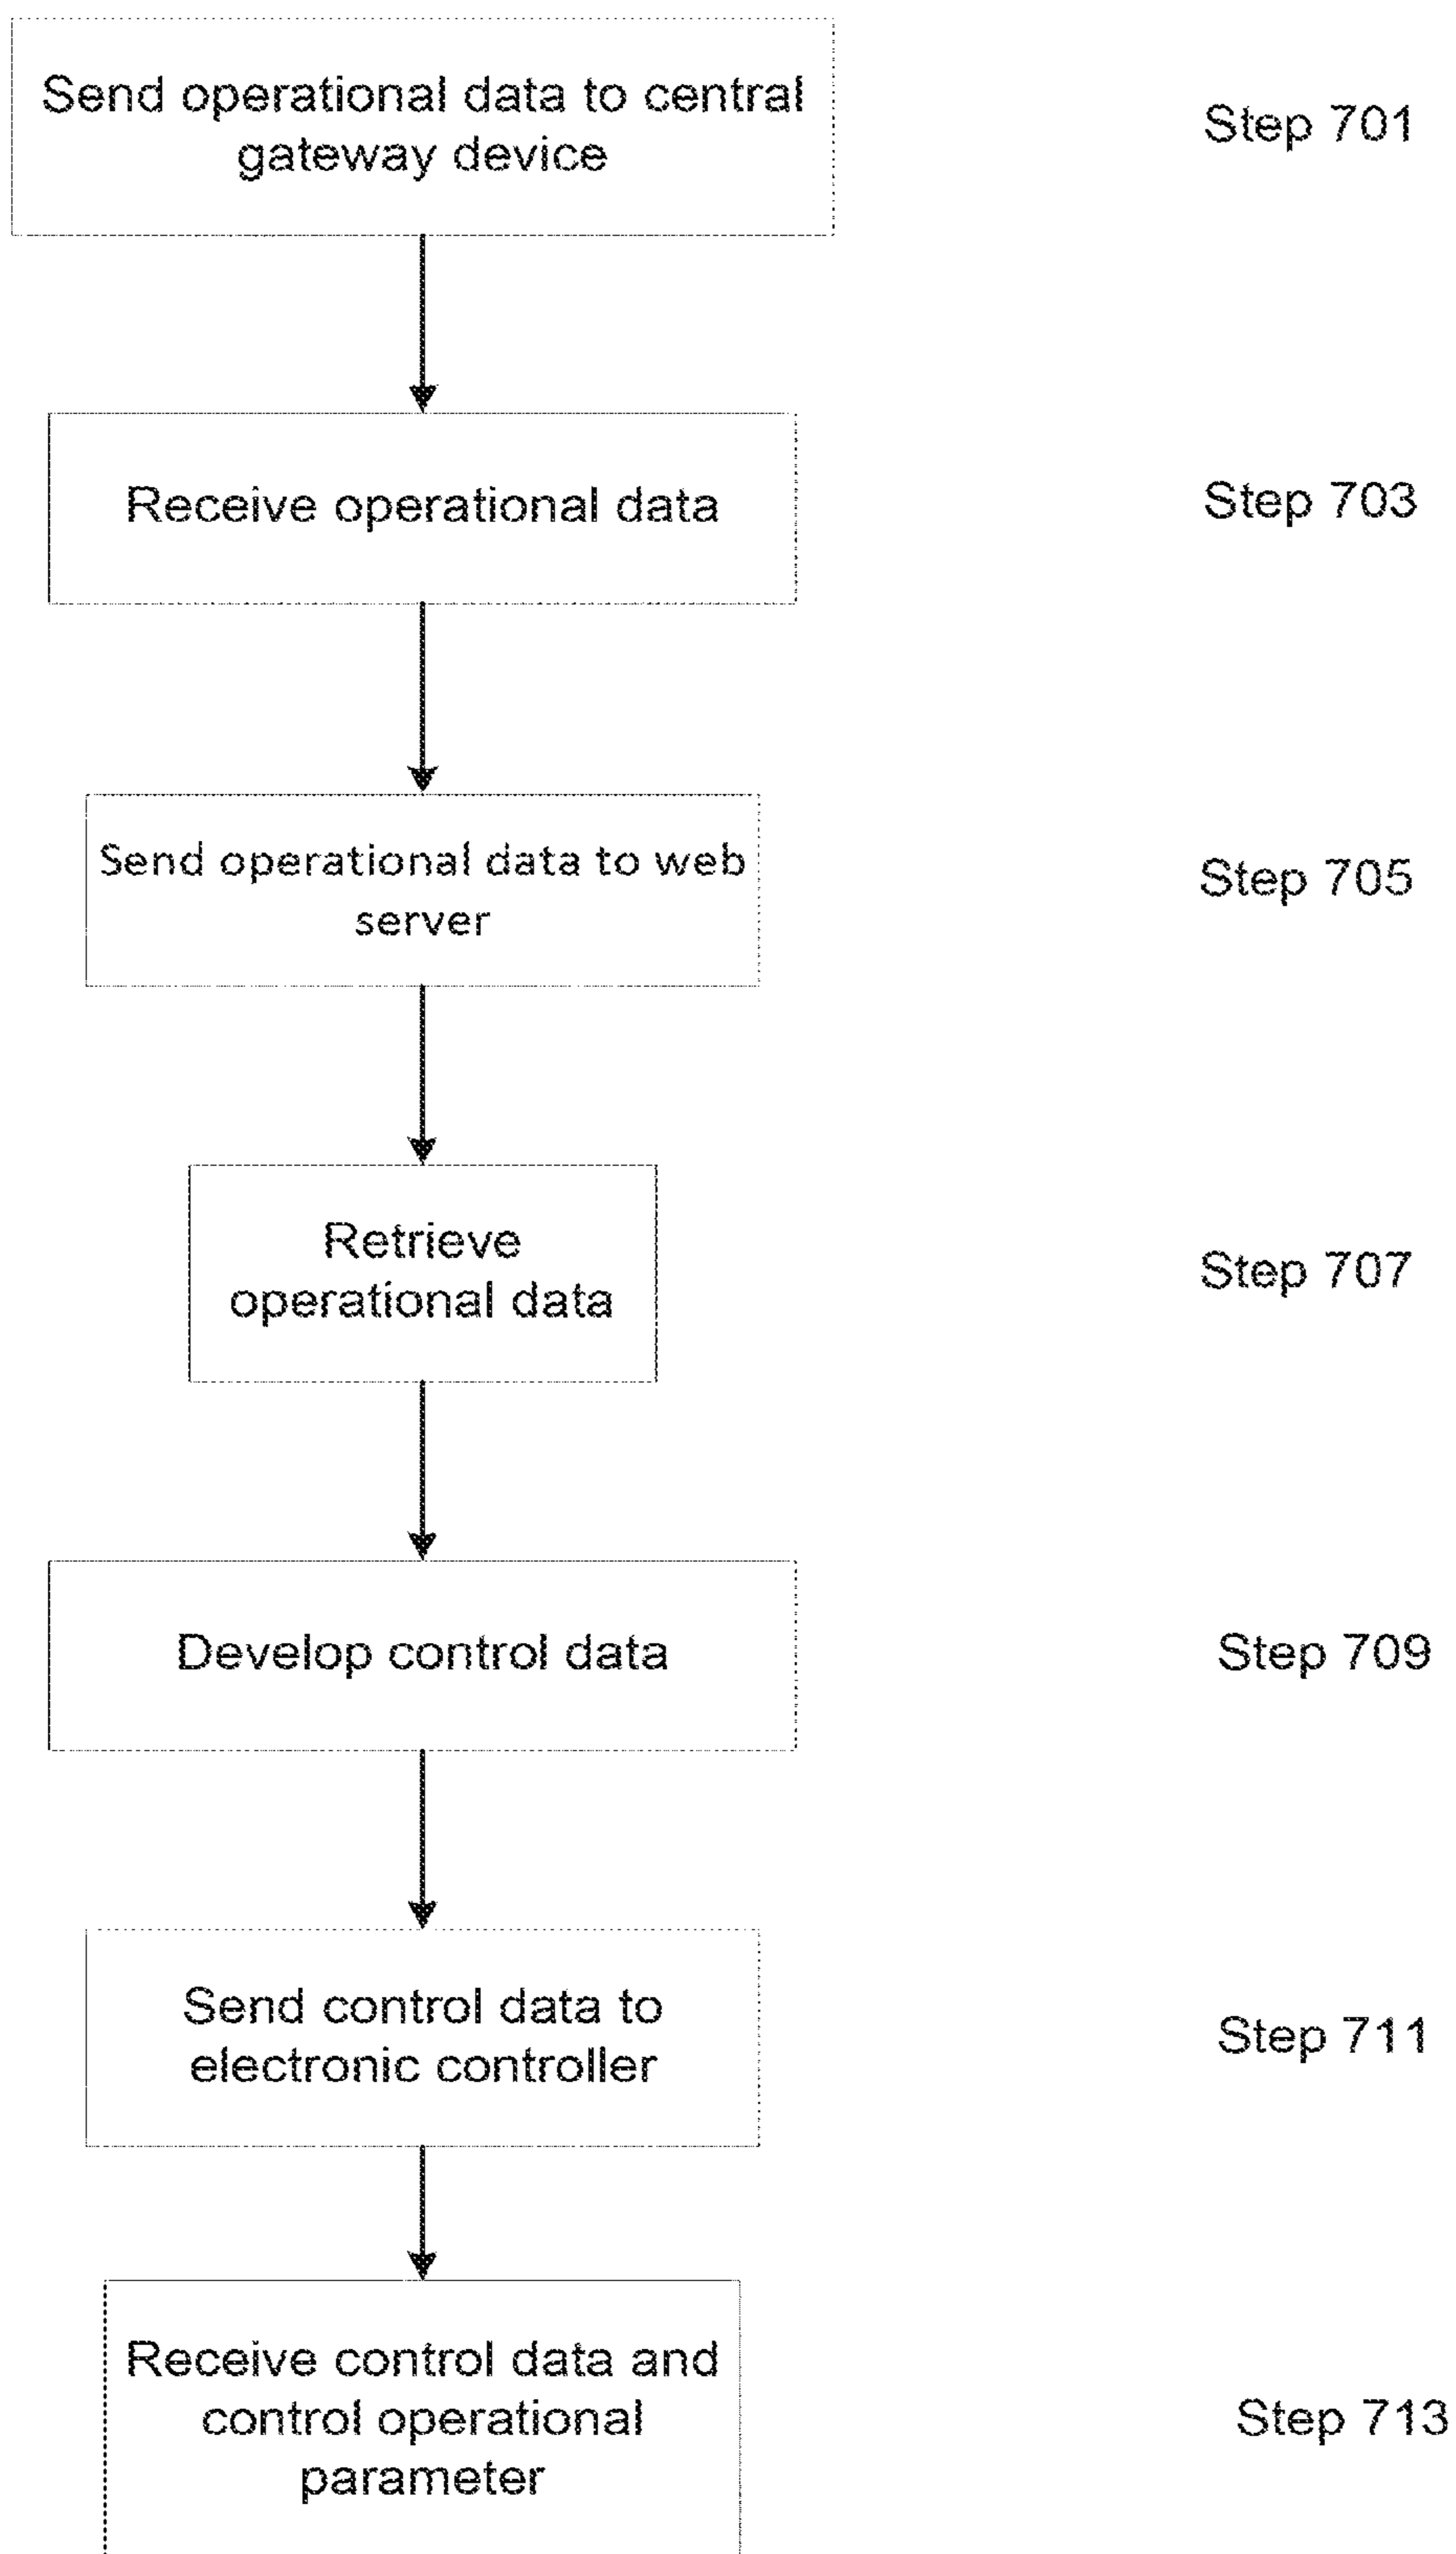 Send operational data to central
gateway device
Step 701
Receive operational data
Step 703
Send operational data to web
server
Step 705
Retrieve
operational data
Step 707
Develop control data
Step 709
Send control data to
electronic controller
Step 711
Receive control data and
control operational
parameter
Step 713